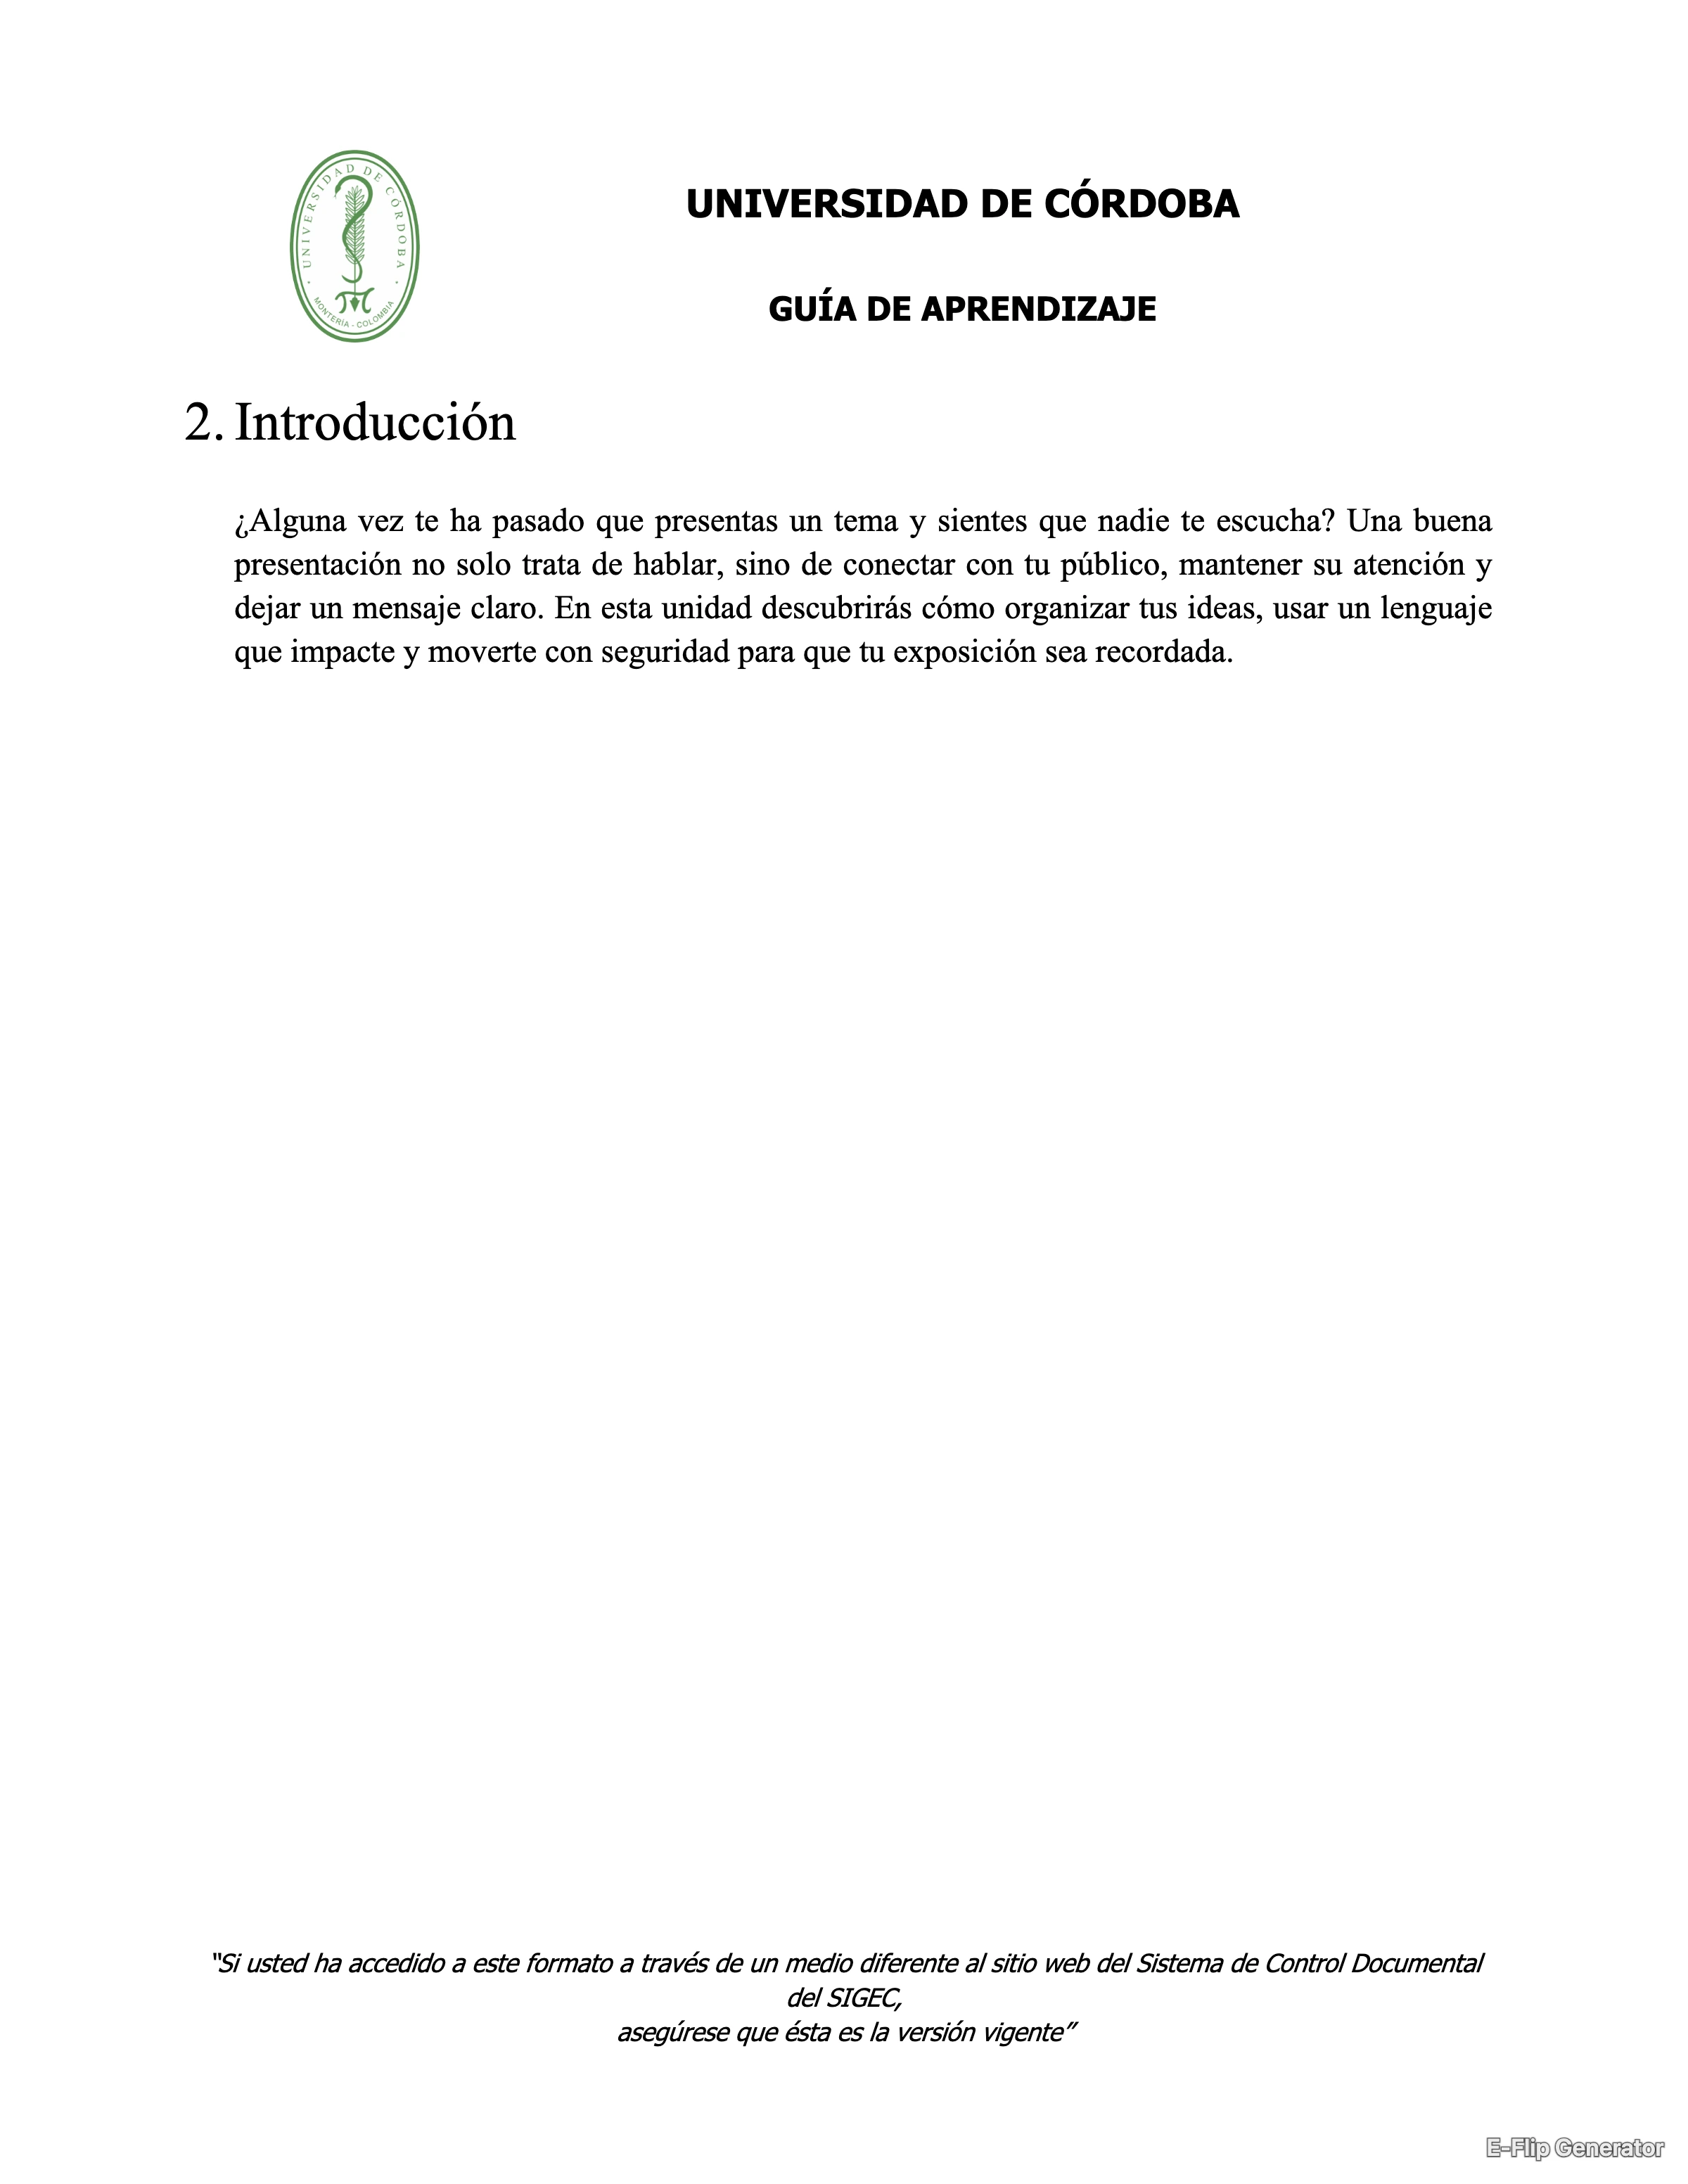 UNIVERSIDAD DE CÓRDOBA
MONTERÍA - COLOMBIA
UNIVERSIDAD DE CÓRDOBA
GUÍA DE APRENDIZAJE
2. Introducción
¿Alguna vez te ha pasado que presentas un tema y sientes que nadie te escucha? Una buena
presentación no solo trata de hablar, sino de conectar con tu público, mantener su atención y
dejar un mensaje claro. En esta unidad descubrirás cómo organizar tus ideas, usar un lenguaje
que impacte y moverte con seguridad para que tu exposición sea recordada.
“Si usted ha accedido a este formato a través de un medio diferente al sitio web del Sistema de Control Documental
del SIGEC,
asegúrese que ésta es la versión vigente”
E-Flip Generator